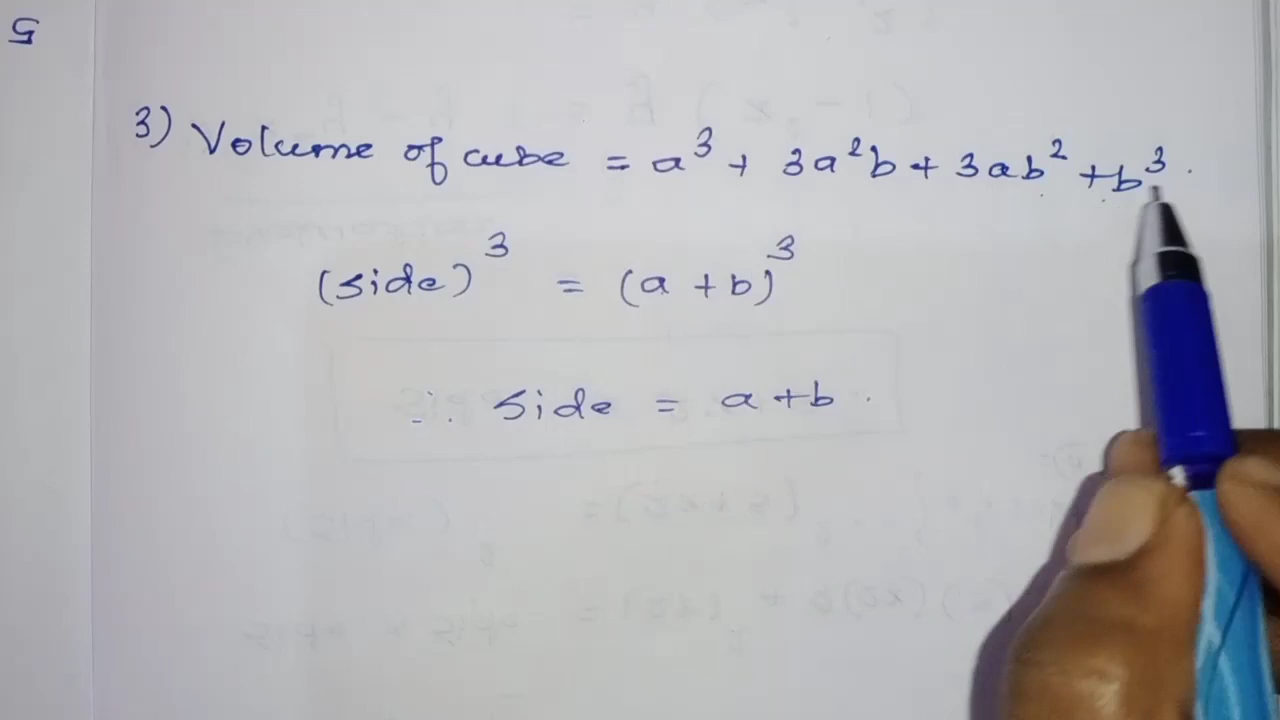 5
3) Volume of cube = a³ + 3a²b + 3ab² + b³.
(side)³ = (a + b)³
∴ side = a + b.